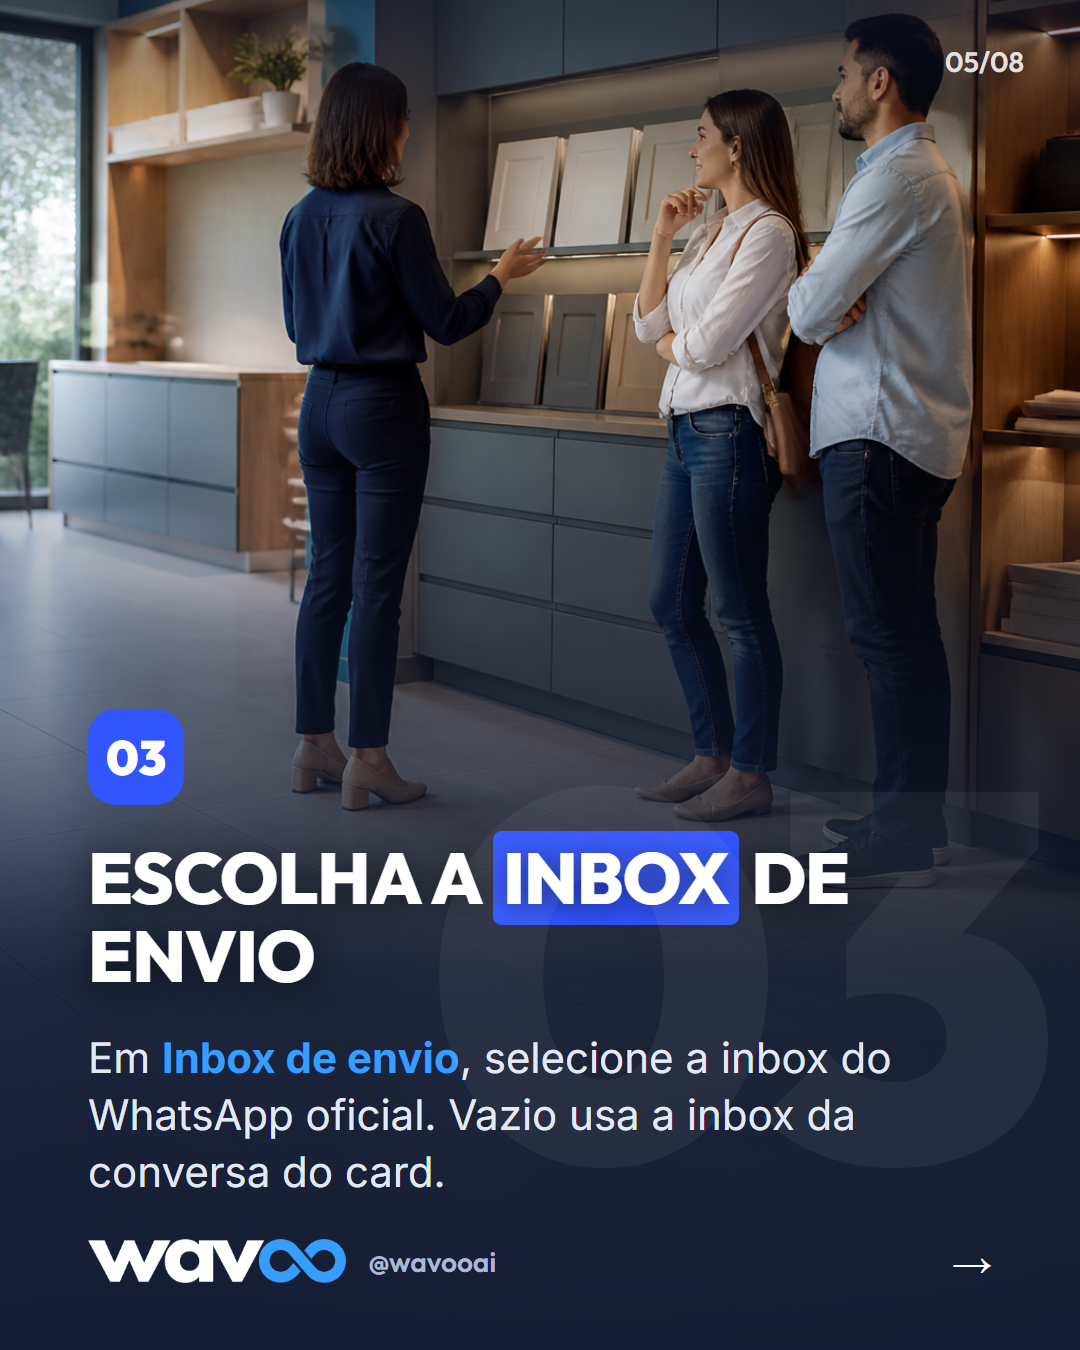 05/08
03
ESCOLHA A INBOX DE
ENVIO
03
Em Inbox de envio, selecione a inbox do
WhatsApp oficial. Vazio usa a inbox da
conversa do card.
wavoo @wavooai →